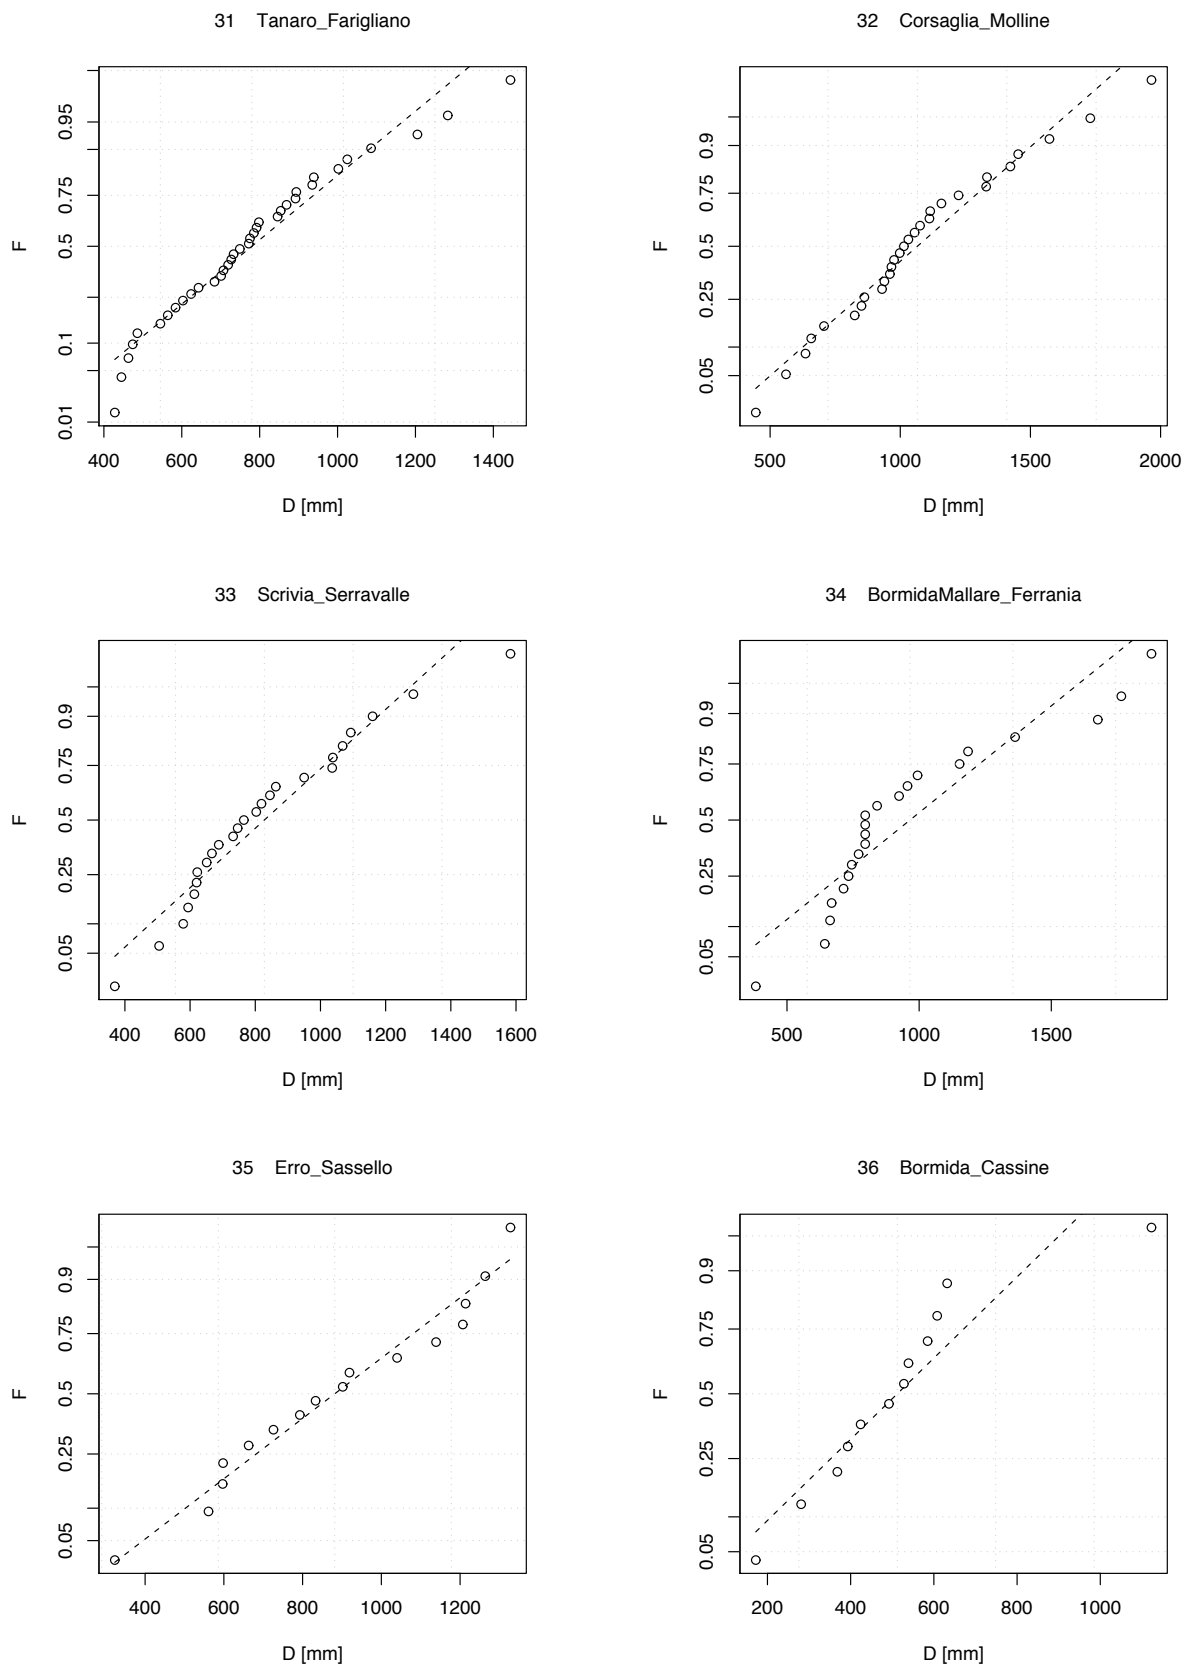 31 Tanaro_Farigliano
F
0.01 0.1 0.5 0.75 0.95
400 600 800 1000 1200 1400
D [mm]
32 Corsaglia_Molline
F
0.05 0.25 0.5 0.75 0.9
500 1000 1500 2000
D [mm]
33 Scrivia_Serravalle
F
0.05 0.25 0.5 0.75 0.9
400 600 800 1000 1200 1400 1600
D [mm]
34 BormidaMallare_Ferrania
F
0.05 0.25 0.5 0.75 0.9
500 1000 1500
D [mm]
35 Erro_Sassello
F
0.05 0.25 0.5 0.75 0.9
400 600 800 1000 1200
D [mm]
36 Bormida_Cassine
F
0.05 0.25 0.5 0.75 0.9
200 400 600 800 1000
D [mm]